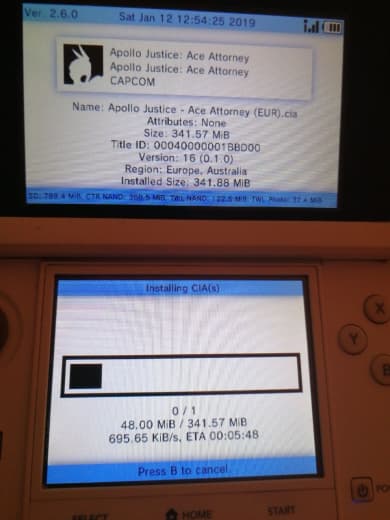 Ver. 2.6.0
Sat Jan 12 12:54:25 2019
Apollo Justice: Ace Attorney
Apollo Justice: Ace Attorney
CAPCOM
Name: Apollo Justice - Ace Attorney (EUR).cia
Attributes: None
Size: 341.57 MiB
Title ID: 00040000001BBD00
Version: 16 (0.1.0)
Region: Europe, Australia
Installed Size: 341.88 MiB
SD: 789.4 MiB, CTR NAND: 350.5 MiB, TWL NAND: 122.6 MiB, TWL Photo: 32.4 MiB
Installing CIA(s)
0 / 1
48.00 MiB / 341.57 MiB
695.65 KiB/s, ETA 00:05:48
Press B to cancel.
X
Y
B
SELECT
HOME
START